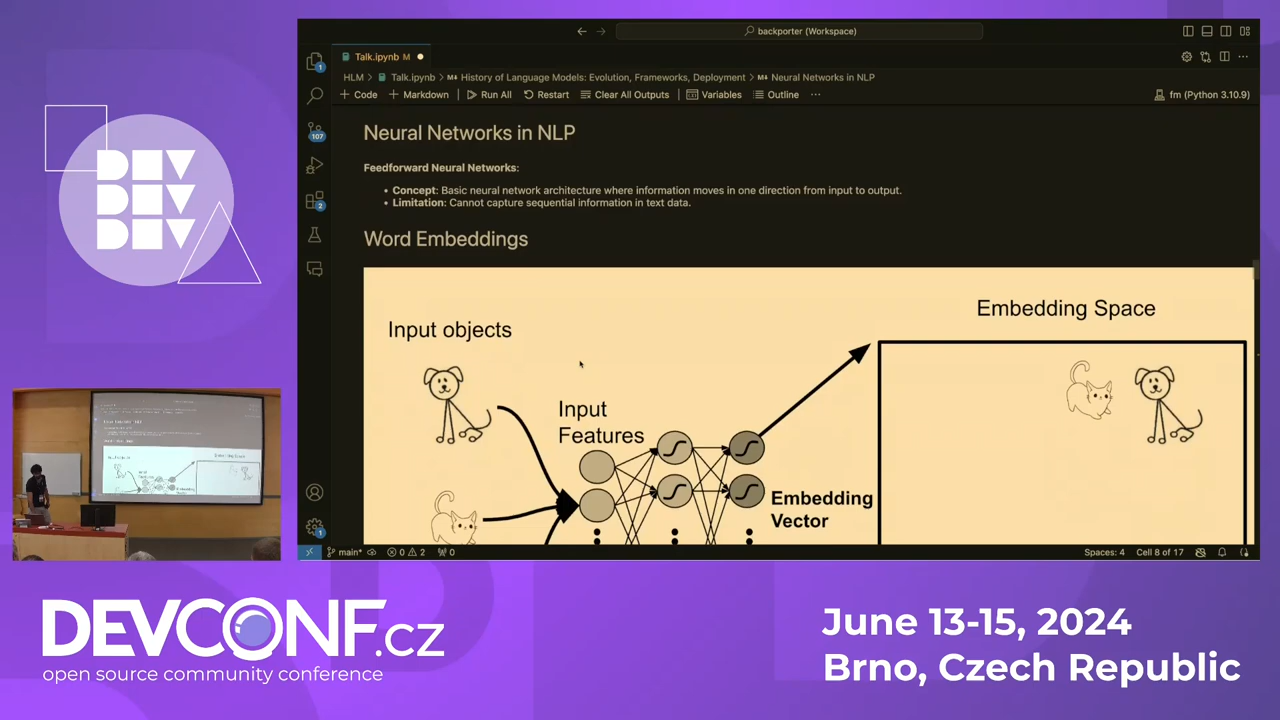 backporter (Workspace)
Talk.ipynb M
HLM > Talk.ipynb > M↓ History of Language Models: Evolution, Frameworks, Deployment > M↓ Neural Networks in NLP
+ Code + Markdown Run All Restart Clear All Outputs Variables Outline ··· fm (Python 3.10.9)
1
107
2
1
Neural Networks in NLP
Feedforward Neural Networks:
• Concept: Basic neural network architecture where information moves in one direction from input to output.
• Limitation: Cannot capture sequential information in text data.
Word Embeddings
Embedding Space
Input objects
Input
Features
Embedding
Vector
main* 0 2 0 Spaces: 4 Cell 8 of 17
DEV
DEV
DEV
DEVCONF.cz
open source community conference
June 13-15, 2024
Brno, Czech Republic